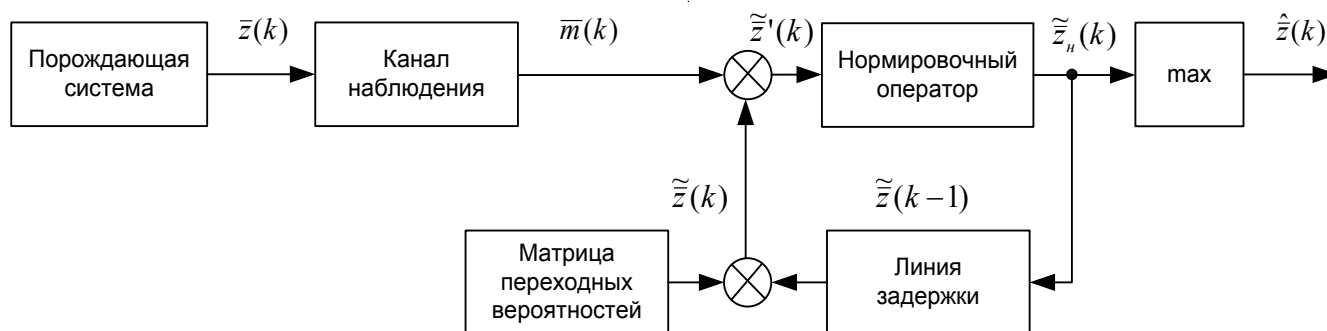 z̅(k)
m̅(k)
z̅̃'(k)
z̅̃ₙ(k)
ẑ̅(k)
Порождающая
система
Канал
наблюдения
Нормировочный
оператор
max
z̅̃(k)
z̅̃(k−1)
Матрица
переходных
вероятностей
Линия
задержки